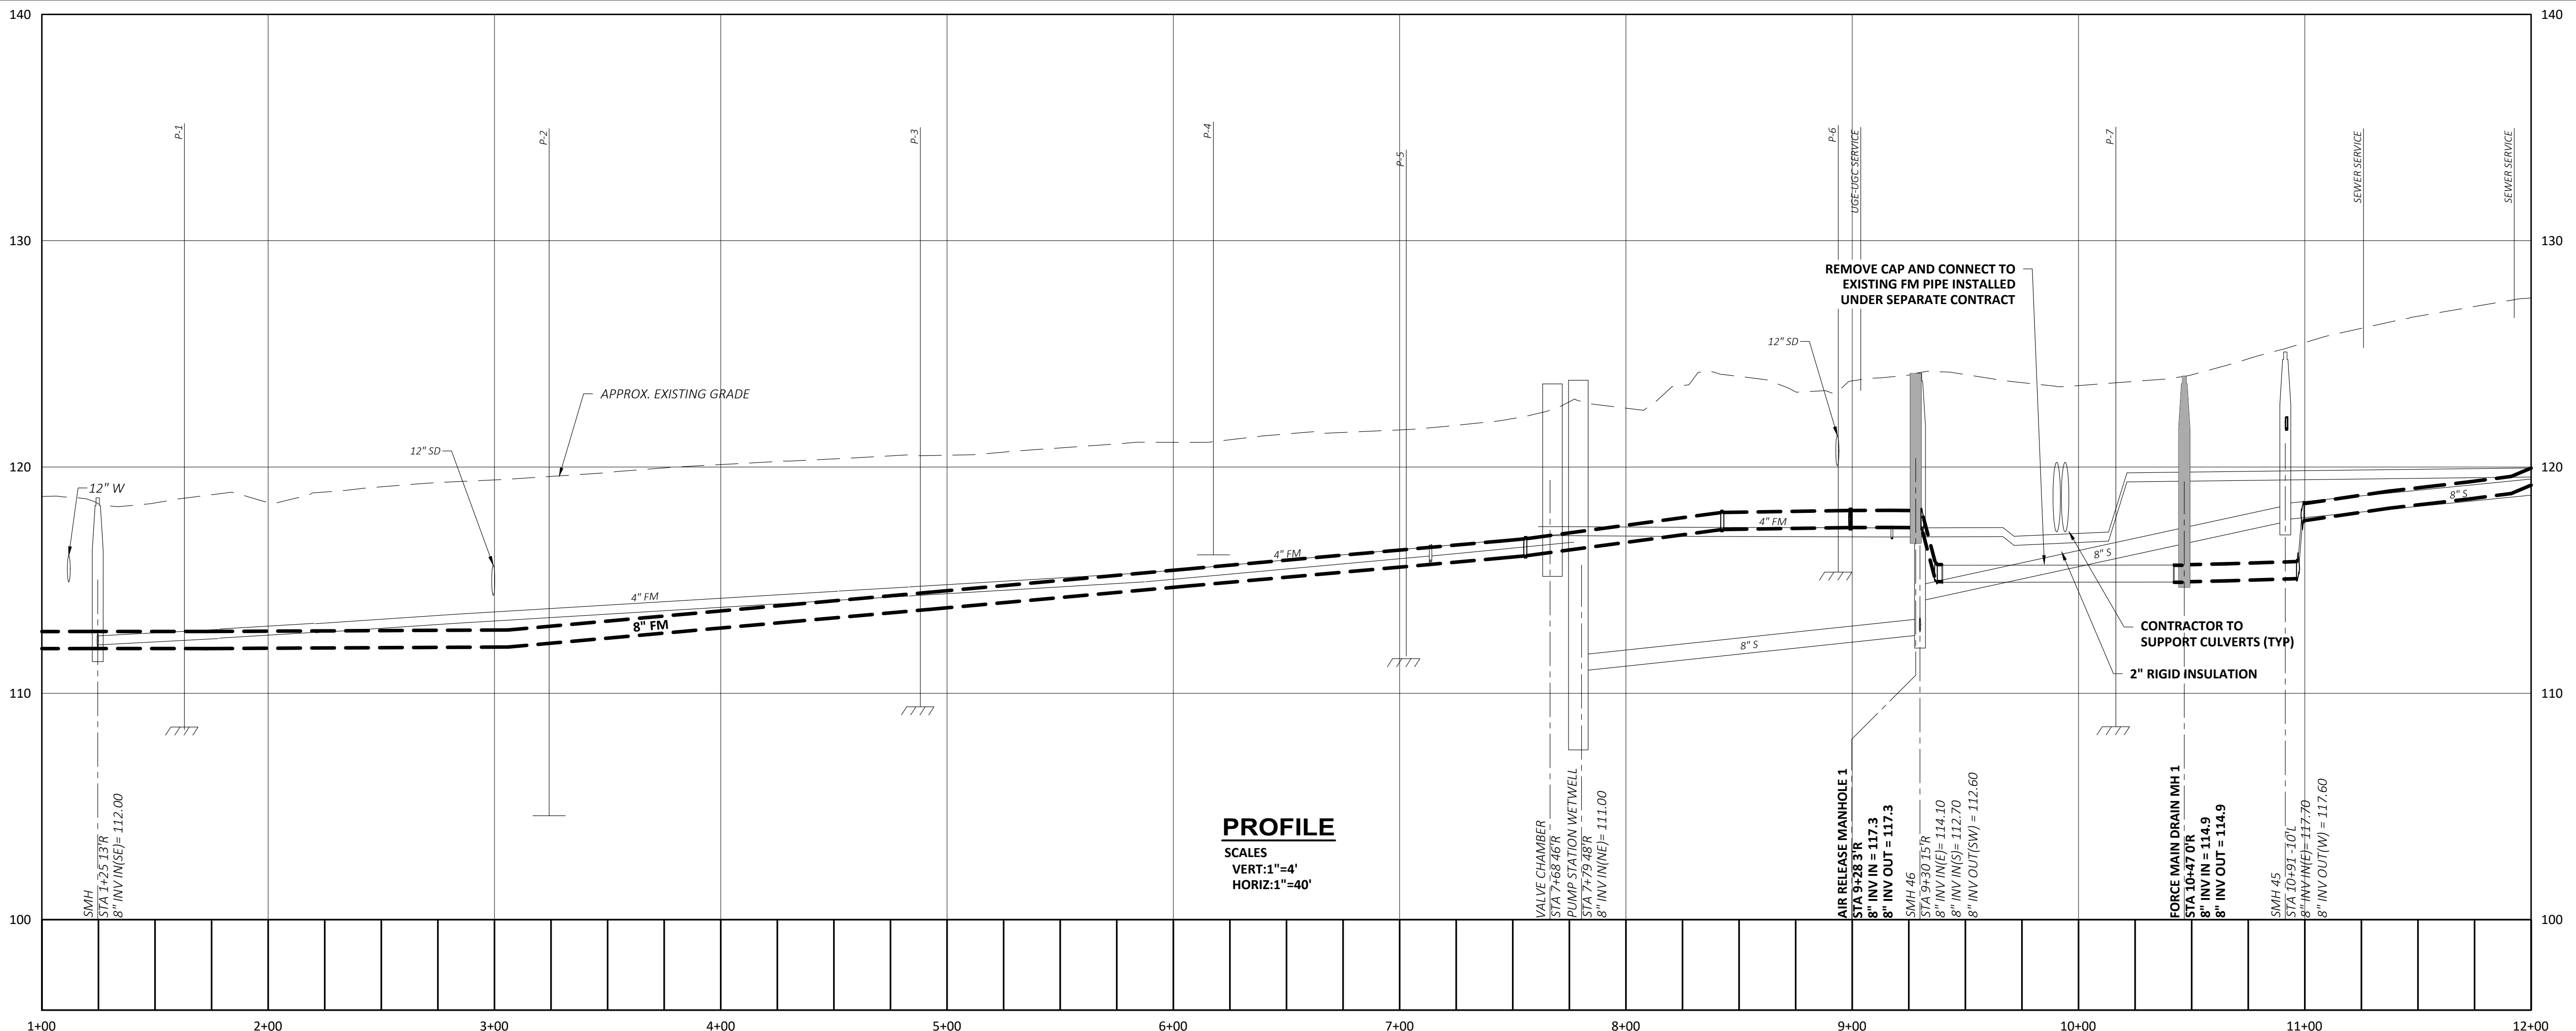 140
140
P-1
P-2
P-3
P-4
P-5
P-6
UGE-UGC SERVICE
P-7
SEWER SERVICE
SEWER SERVICE
130
130
REMOVE CAP AND CONNECT TO
EXISTING FM PIPE INSTALLED
UNDER SEPARATE CONTRACT
12" SD
APPROX. EXISTING GRADE
12" SD
12" W
120
120
4" FM
8" FM
4" FM
4" FM
8" S
8" S
8" S
CONTRACTOR TO
SUPPORT CULVERTS (TYP)
2" RIGID INSULATION
110
110
SMH
STA 1+25 13'R
8" INV IN(SE)= 112.00
PROFILE
SCALES
VERT:1"=4'
HORIZ:1"=40'
VALVE CHAMBER
STA 7+68 46'R
PUMP STATION WETWELL
STA 7+79 48'R
8" INV IN(NE)= 111.00
AIR RELEASE MANHOLE 1
STA 9+28 3'R
8" INV IN = 117.3
8" INV OUT = 117.3
SMH 46
STA 9+30 15'R
8" INV IN(E)= 114.10
8" INV IN(S)= 112.70
8" INV OUT(SW) = 112.60
FORCE MAIN DRAIN MH 1
STA 10+47 0'R
8" INV IN = 114.9
8" INV OUT = 114.9
SMH 45
STA 10+91 -10'L
8" INV IN(E)= 117.70
8" INV OUT(W) = 117.60
100
100
1+00
2+00
3+00
4+00
5+00
6+00
7+00
8+00
9+00
10+00
11+00
12+00